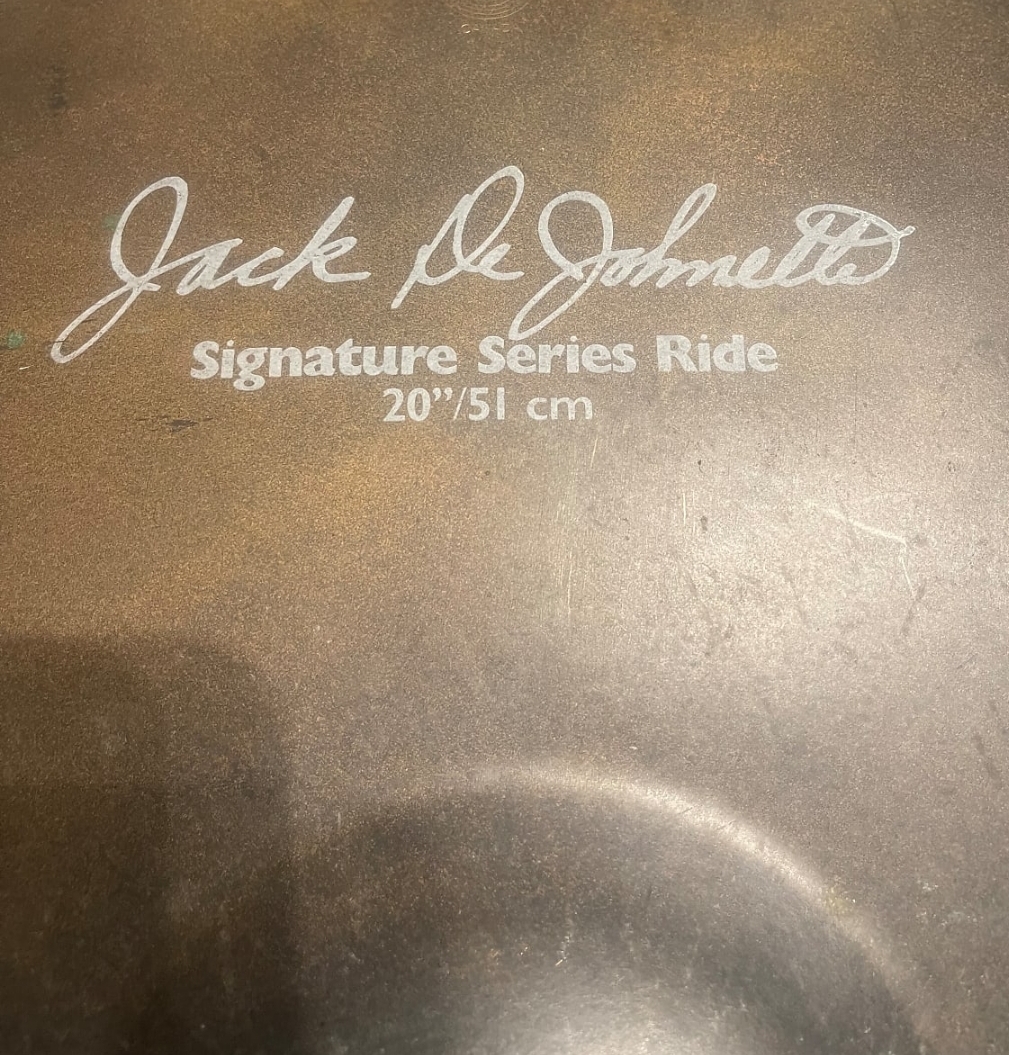 Jack DeJohnette
Signature Series Ride
20”/51 cm